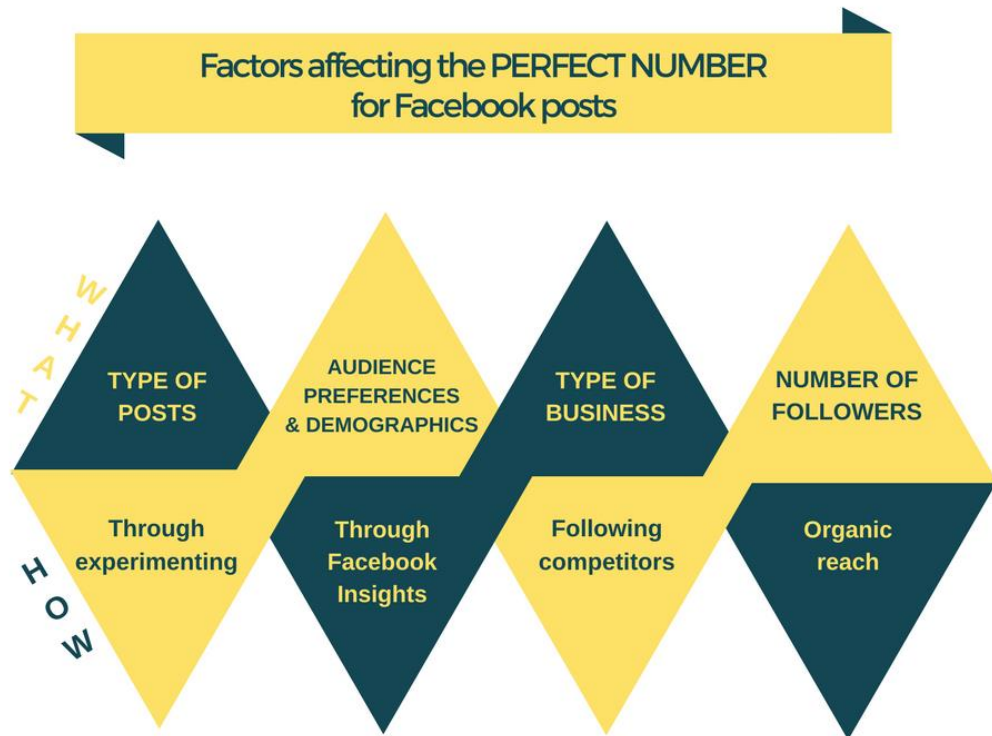 Factors affecting the PERFECT NUMBER
for Facebook posts
WHAT
TYPE OF
POSTS
AUDIENCE
PREFERENCES
& DEMOGRAPHICS
TYPE OF
BUSINESS
NUMBER OF
FOLLOWERS
HOW
Through
experimenting
Through
Facebook
Insights
Following
competitors
Organic
reach